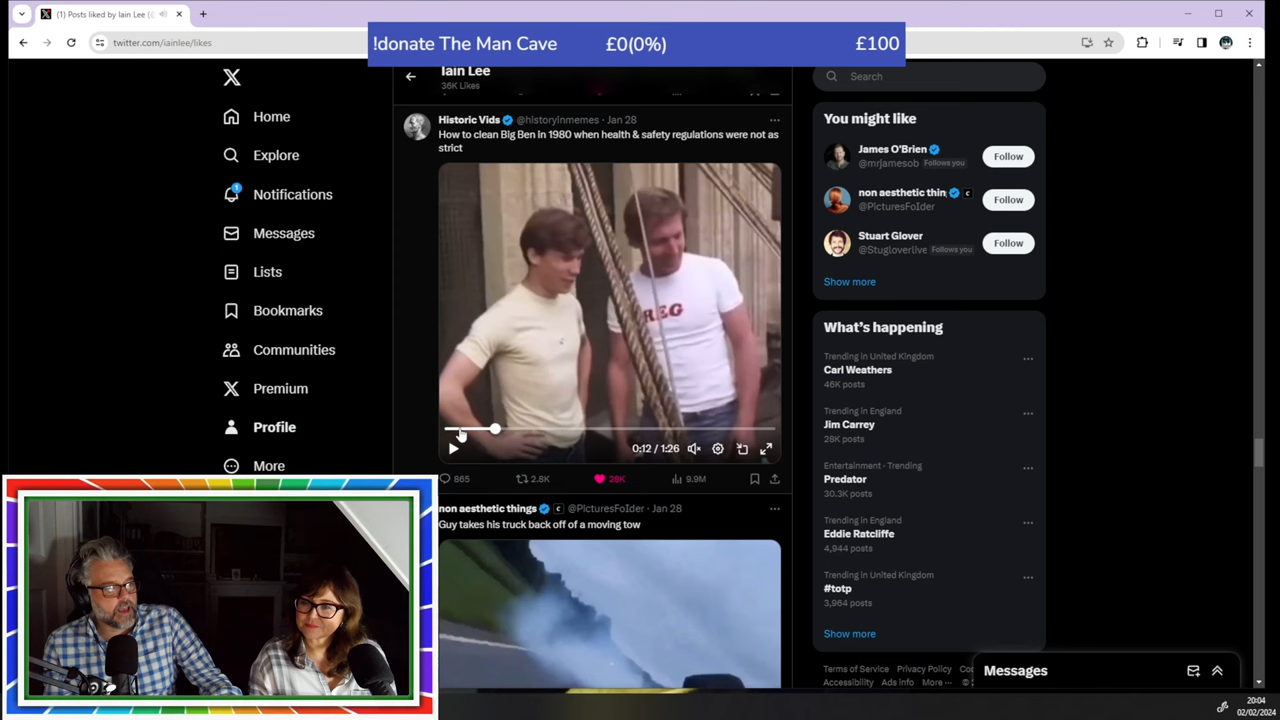 (1) Posts liked by Iain Lee (
twitter.com/iainlee/likes
!donate The Man Cave £0(0%) £100
Iain Lee
36K Likes
Home
Explore
1
Notifications
Messages
Lists
Bookmarks
Communities
Premium
Profile
More
Historic Vids @historyinmemes · Jan 28
How to clean Big Ben in 1980 when health & safety regulations were not as
strict
REG
0:12 / 1:26
865 2.8K 28K 9.9M
non aesthetic things @PicturesFoIder · Jan 28
Guy takes his truck back off of a moving tow
Search
You might like
James O'Brien
@mrjamesob Follows you
Follow
non aesthetic thin
@PicturesFoIder
Follow
Stuart Glover
@Stugloverlive Follows you
Follow
Show more
What's happening
Trending in United Kingdom
Carl Weathers
46K posts
Trending in England
Jim Carrey
28K posts
Entertainment · Trending
Predator
30.3K posts
Trending in England
Eddie Ratcliffe
4,944 posts
Trending in United Kingdom
#totp
3,964 posts
Show more
Terms of Service Privacy Policy Coo
Accessibility Ads info More ··· ©
Messages
20:04
02/02/2024